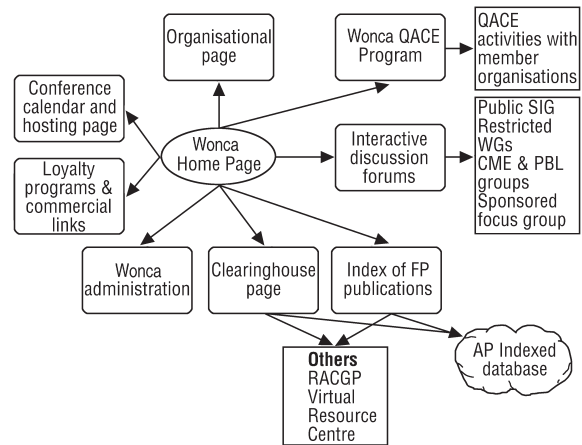 Organisational
page
Wonca QACE
Program
QACE
activities with
member
organisations
Conference
calendar and
hosting page
Wonca
Home Page
Interactive
discussion
forums
Public SIG
Restricted
WGs
CME & PBL
groups
Sponsored
focus group
Loyalty
programs &
commercial
links
Wonca
administration
Clearinghouse
page
Index of FP
publications
Others
RACGP
Virtual
Resource
Centre
AP Indexed
database